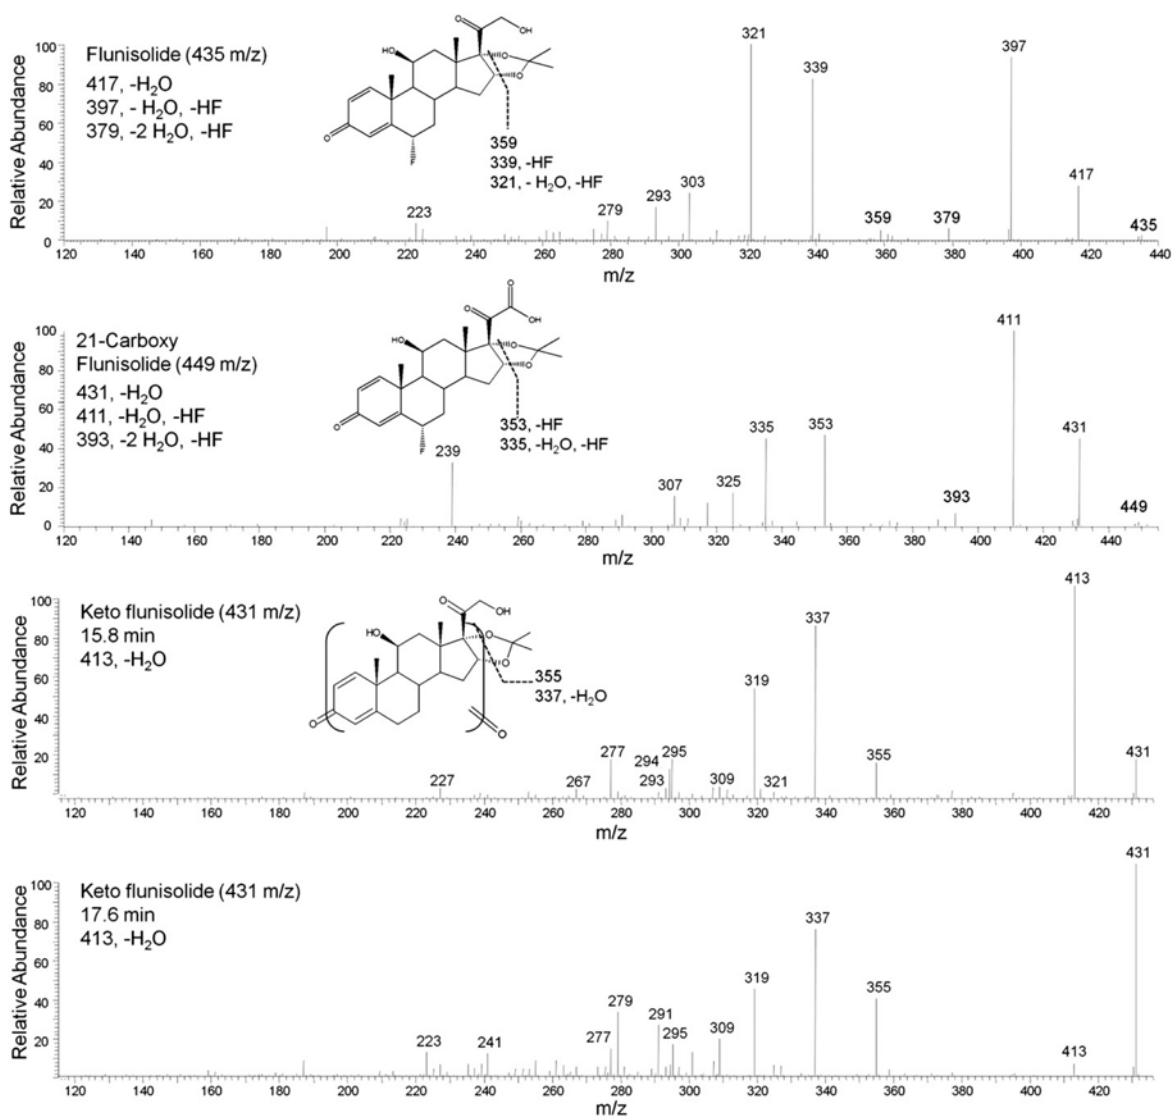 Flunisolide (435 m/z)
417, -H₂O
397, - H₂O, -HF
379, -2 H₂O, -HF
O
OH
HO
O
O
O
F
359
339, -HF
321, - H₂O, -HF
Relative Abundance
100
80
60
40
20
0
223
279
293
303
321
339
359
379
397
417
435
120 140 160 180 200 220 240 260 280 300 320 340 360 380 400 420 440
m/z
21-Carboxy
Flunisolide (449 m/z)
431, -H₂O
411, -H₂O, -HF
393, -2 H₂O, -HF
O
O
OH
HO
O
O
O
F
353, -HF
335, -H₂O, -HF
Relative Abundance
100
80
60
40
20
0
239
307
325
335
353
393
411
431
449
120 140 160 180 200 220 240 260 280 300 320 340 360 380 400 420 440
m/z
Keto flunisolide (431 m/z)
15.8 min
413, -H₂O
O
OH
HO
O
O
O
O
355
337, -H₂O
Relative Abundance
100
80
60
40
20
227
267
277
294
293
295
309
319
321
337
355
413
431
120 140 160 180 200 220 240 260 280 300 320 340 360 380 400 420
m/z
Keto flunisolide (431 m/z)
17.6 min
413, -H₂O
Relative Abundance
100
80
60
40
20
223
241
277
279
291
295
309
319
337
355
413
431
120 140 160 180 200 220 240 260 280 300 320 340 360 380 400 420
m/z